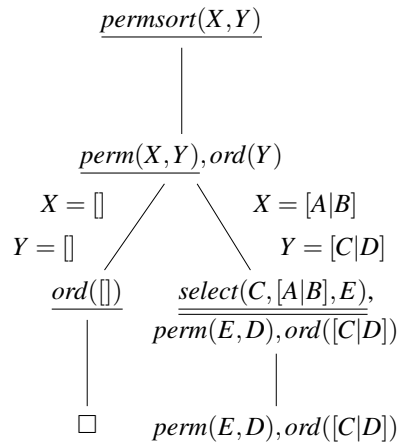 permsort(X,Y)
perm(X,Y),ord(Y)
X = [] X = [A|B]
Y = [] Y = [C|D]
ord([]) select(C,[A|B],E),
perm(E,D),ord([C|D])
□ perm(E,D),ord([C|D])